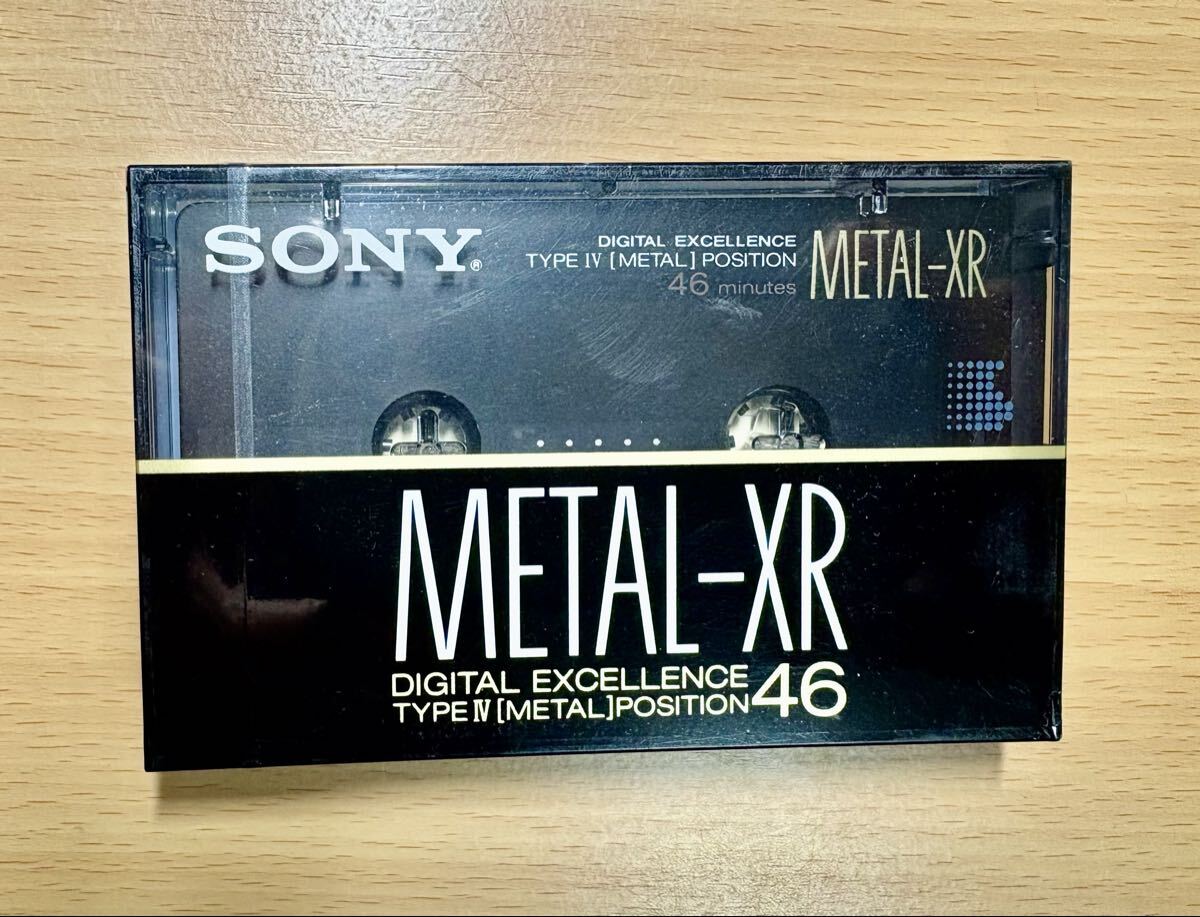 SONY®
DIGITAL EXCELLENCE
TYPE IV [METAL] POSITION
46 minutes
METAL-XR
METAL-XR
DIGITAL EXCELLENCE
TYPE IV [METAL] POSITION 46